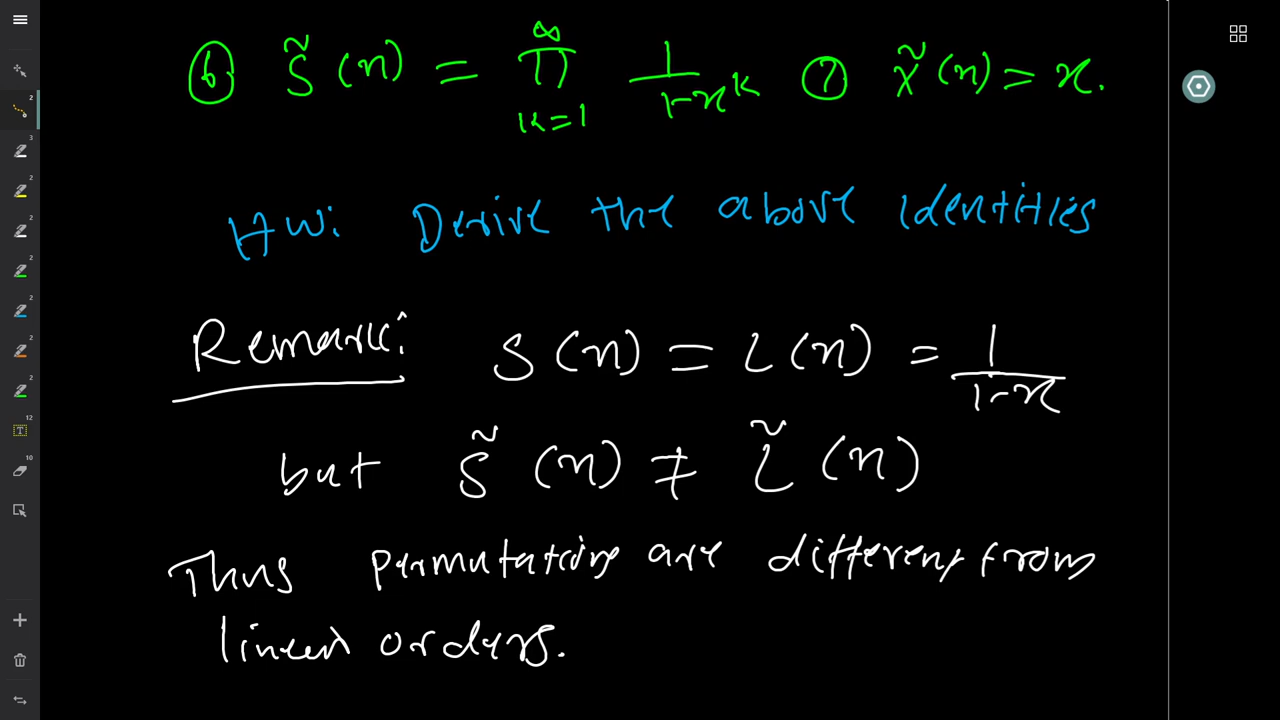 ⑥ S̃(x) = ∏_{k=1}^{∞} 1/(1-x^k) ⑦ X̃(x) = x.
HW: Derive the above identities
Remark: S(x) = L(x) = 1/(1-x)
but S̃(x) ≠ L̃(x)
Thus permutations are different from
linear orders.